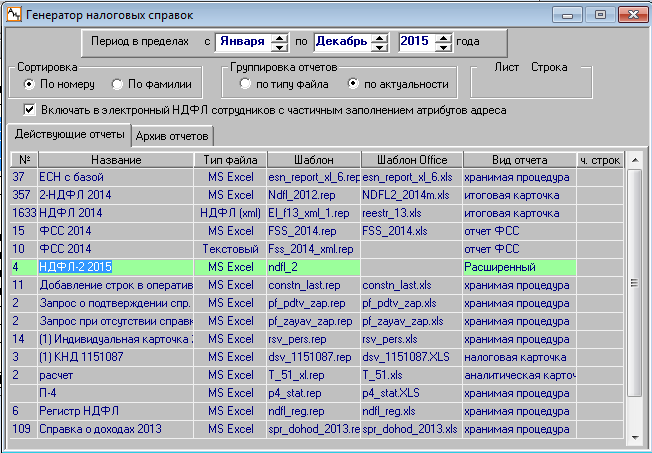 Генератор налоговых справок
Период в пределах с Января по Декабрь 2015 года
Сортировка Группировка отчетов Лист Строка
По номеру По фамилии по типу файла по актуальности
Включать в электронный НДФЛ сотрудников с частичным заполнением атрибутов адреса
Действующие отчеты Архив отчетов
№ Название Тип файла Шаблон Шаблон Office Вид отчета ч. строк
37 ЕСН с базой MS Excel esn_report_xl_6.rep esn_report_xl_6.xls хранимая процедура
357 2-НДФЛ 2014 MS Excel Ndfl_2012.rep NDFL2_2014m.xls итоговая карточка
1633 НДФЛ 2014 НДФЛ (xml) El_f13_xml_1.rep reestr_13.xls итоговая карточка
15 ФСС 2014 MS Excel FSS_2014.rep FSS_2014.xls отчет ФСС
10 ФСС 2014 Текстовый Fss_2014_xml.rep отчет ФСС
4 НДФЛ-2 2015 MS Excel ndfl_2 Расширенный
11 Добавление строк в оператив MS Excel constn_last.rep constn_last.xls хранимая процедура
2 Запрос о подтверждении спр. MS Excel pf_pdtv_zap.rep pf_pdtv_zap.xls хранимая процедура
2 Запрос при отсутствии справк MS Excel pf_zayav_zap.rep pf_zayav_zap.xls хранимая процедура
14 (1) Индивидуальная карточка MS Excel rsv_pers.rep rsv_pers.xls хранимая процедура
3 (1) КНД 1151087 MS Excel dsv_1151087.rep dsv_1151087.XLS налоговая карточка
2 расчет MS Excel T_51_xl.rep T_51_xl.xls аналитическая карточ
П-4 MS Excel p4_stat.rep p4_stat.XLS хранимая процедура
6 Регистр НДФЛ MS Excel ndfl_reg.rep ndfl_reg.xls хранимая процедура
109 Справка о доходах 2013 MS Excel spr_dohod_2013.re spr_dohod_2013.xls хранимая процедура